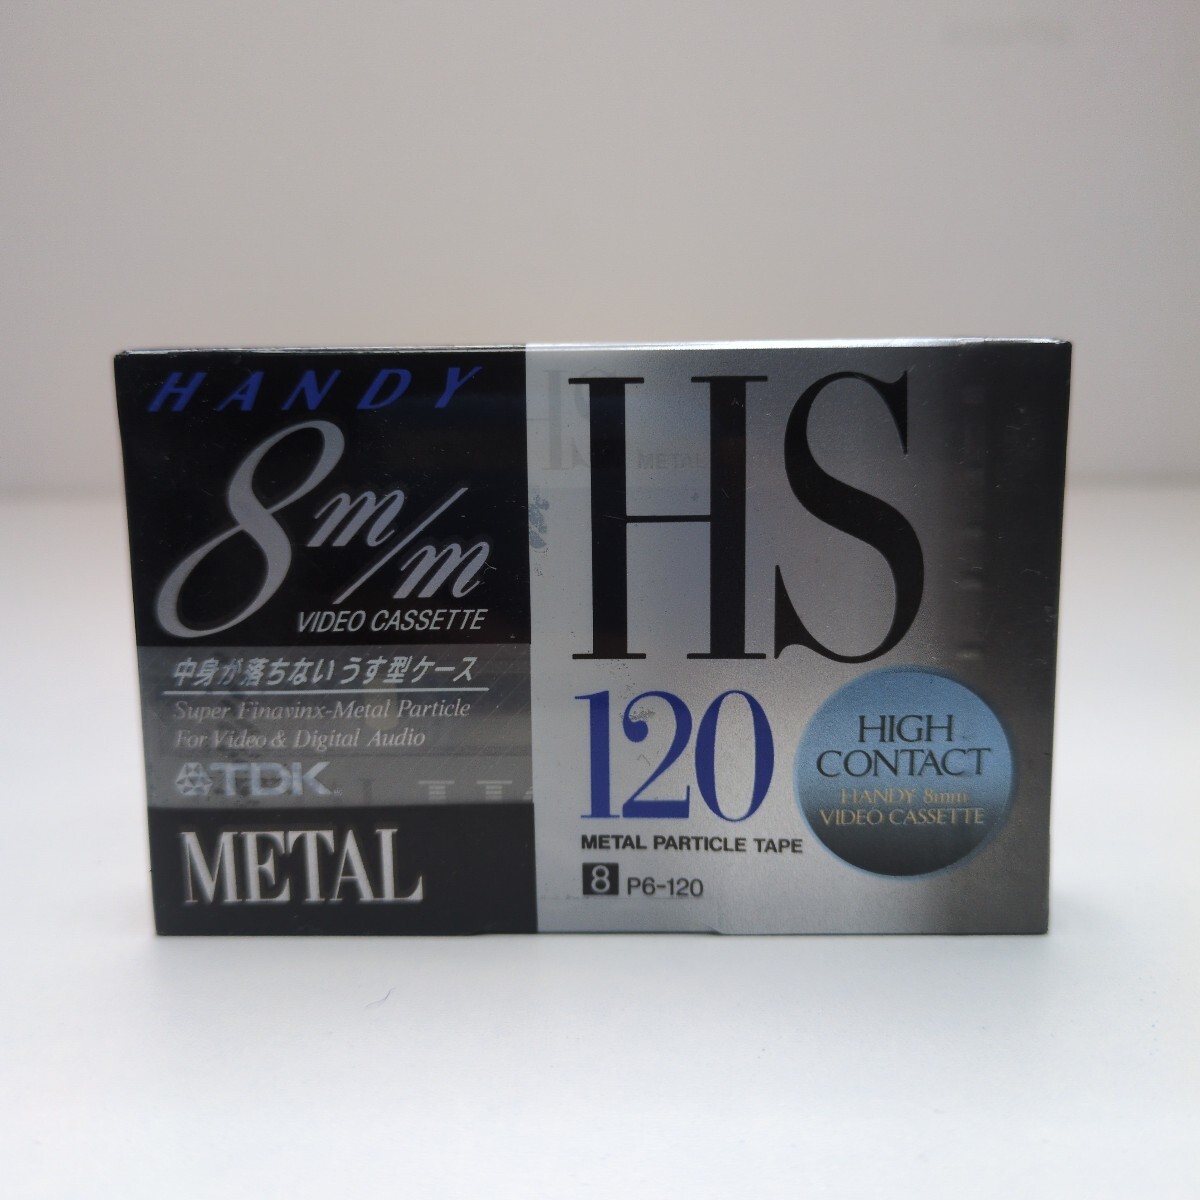 HANDY
8m/m
VIDEO CASSETTE
中身が落ちない うす型ケース
Super Finavinx-Metal Particle
For Video & Digital Audio
TDK
METAL
HS
METAL
120
METAL PARTICLE TAPE
8 P6-120
HIGH
CONTACT
HANDY 8mm
VIDEO CASSETTE